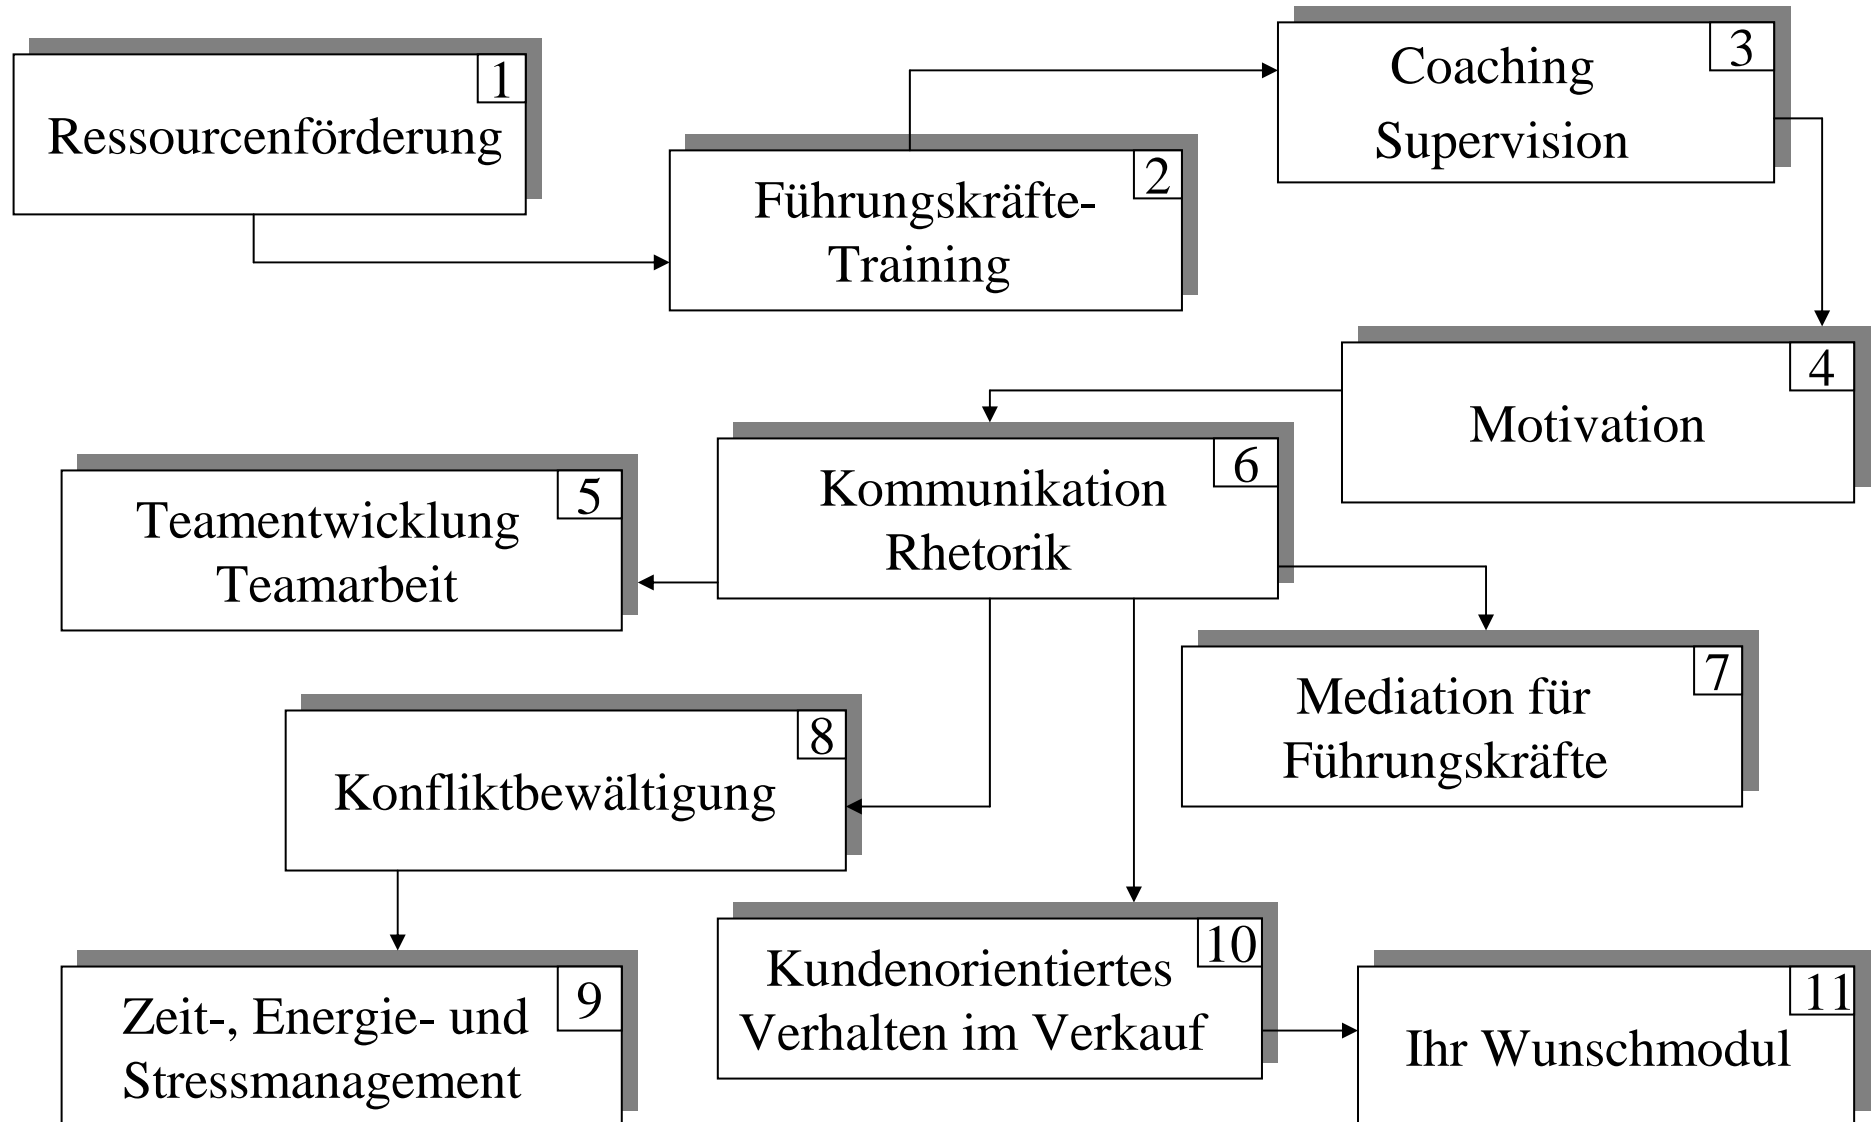 1
Ressourcenförderung
2
Führungskräfte-
Training
3
Coaching
Supervision
4
Motivation
5
Teamentwicklung
Teamarbeit
6
Kommunikation
Rhetorik
7
Mediation für
Führungskräfte
8
Konfliktbewältigung
9
Zeit-, Energie- und
Stressmanagement
10
Kundenorientiertes
Verhalten im Verkauf
11
Ihr Wunschmodul